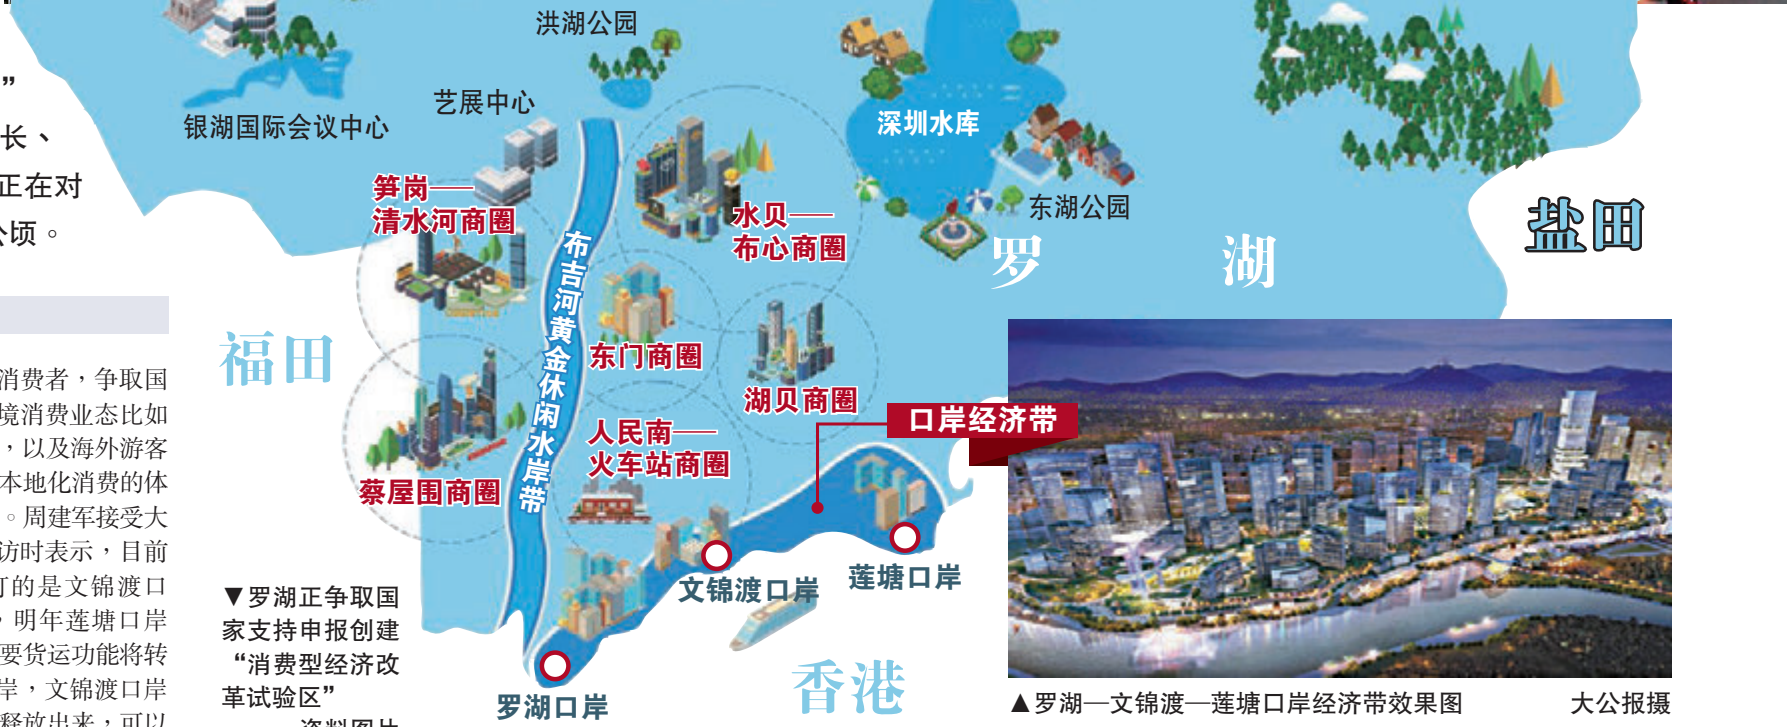 ”
长、
正在对
公顷。
消费者，争取国
境消费业态比如
，以及海外游客
本地化消费的体
。周建军接受大
访时表示，目前
的是文锦渡口
，明年莲塘口岸
要货运功能将转
岸，文锦渡口岸
释放出来，可以
洪湖公园
艺展中心
银湖国际会议中心
深圳水库
东湖公园
笋岗——
清水河商圈
水贝——
布心商圈
布吉河黄金休闲水岸带
罗湖
盐田
福田
东门商圈
湖贝商圈
人民南——
火车站商圈
蔡屋围商圈
口岸经济带
文锦渡口岸
莲塘口岸
罗湖口岸
香港
▼罗湖正争取国
家支持申报创建
“消费型经济改
革试验区”
资料图片
▲罗湖—文锦渡—莲塘口岸经济带效果图 大公报摄